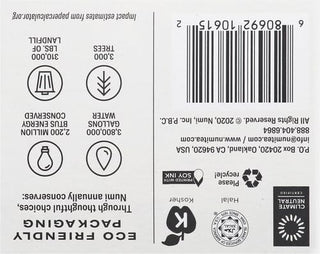 ECO FRIENDLY
PACKAGING
Through thoughtful choices,
Numi annually conserves:
3,800,000
GALLONS
WATER
2,200 MILLION
BTUS ENERGY
CONSERVED
3,000
TREES
310,000
LBS. OF
LANDFILL
Impact estimates from papercalculator.org
CLIMATE
NEUTRAL
CERTIFIED
Halal
K
Kosher
Please
recycle
PRINTED WITH
SOY INK
P.O. Box 20420, Oakland, CA 94620, USA
info@numitea.com / www.numitea.com
888.404.6864
All Rights Reserved. © 2020, Numi, Inc. P.B.C.
6 80692 10615 2